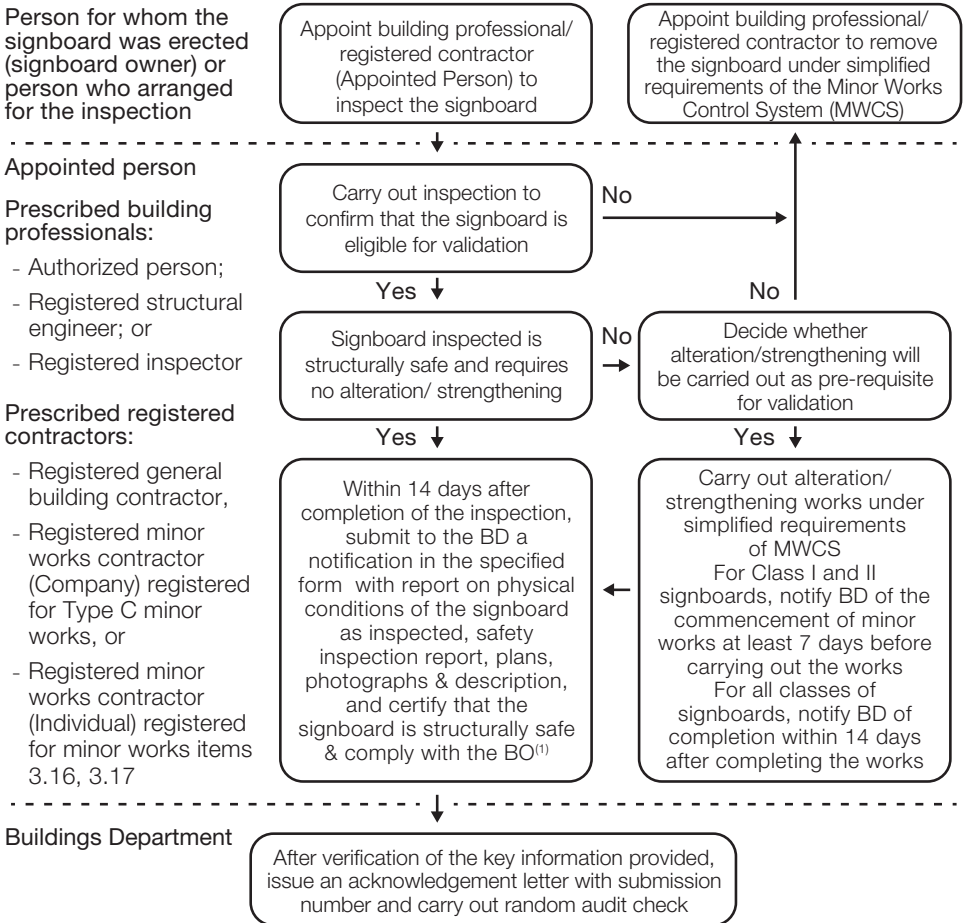 Person for whom the
signboard was erected
(signboard owner) or
person who arranged
for the inspection
Appoint building professional/
registered contractor
(Appointed Person) to
inspect the signboard
Appoint building professional/
registered contractor to remove
the signboard under simplified
requirements of the Minor Works
Control System (MWCS)
Appointed person
Prescribed building
professionals:
- Authorized person;
- Registered structural
engineer; or
- Registered inspector
Prescribed registered
contractors:
- Registered general
building contractor,
- Registered minor
works contractor
(Company) registered
for Type C minor
works, or
- Registered minor
works contractor
(Individual) registered
for minor works items
3.16, 3.17
Carry out inspection to
confirm that the signboard is
eligible for validation
No
Yes
No
Signboard inspected is
structurally safe and requires
no alteration/ strengthening
No
Decide whether
alteration/strengthening will
be carried out as pre-requisite
for validation
Yes
Yes
Within 14 days after
completion of the inspection,
submit to the BD a
notification in the specified
form with report on physical
conditions of the signboard
as inspected, safety
inspection report, plans,
photographs & description,
and certify that the
signboard is structurally safe
& comply with the BO(1)
Carry out alteration/
strengthening works under
simplified requirements
of MWCS
For Class I and II
signboards, notify BD of the
commencement of minor
works at least 7 days before
carrying out the works
For all classes of
signboards, notify BD of
completion within 14 days
after completing the works
Buildings Department
After verification of the key information provided,
issue an acknowledgement letter with submission
number and carry out random audit check